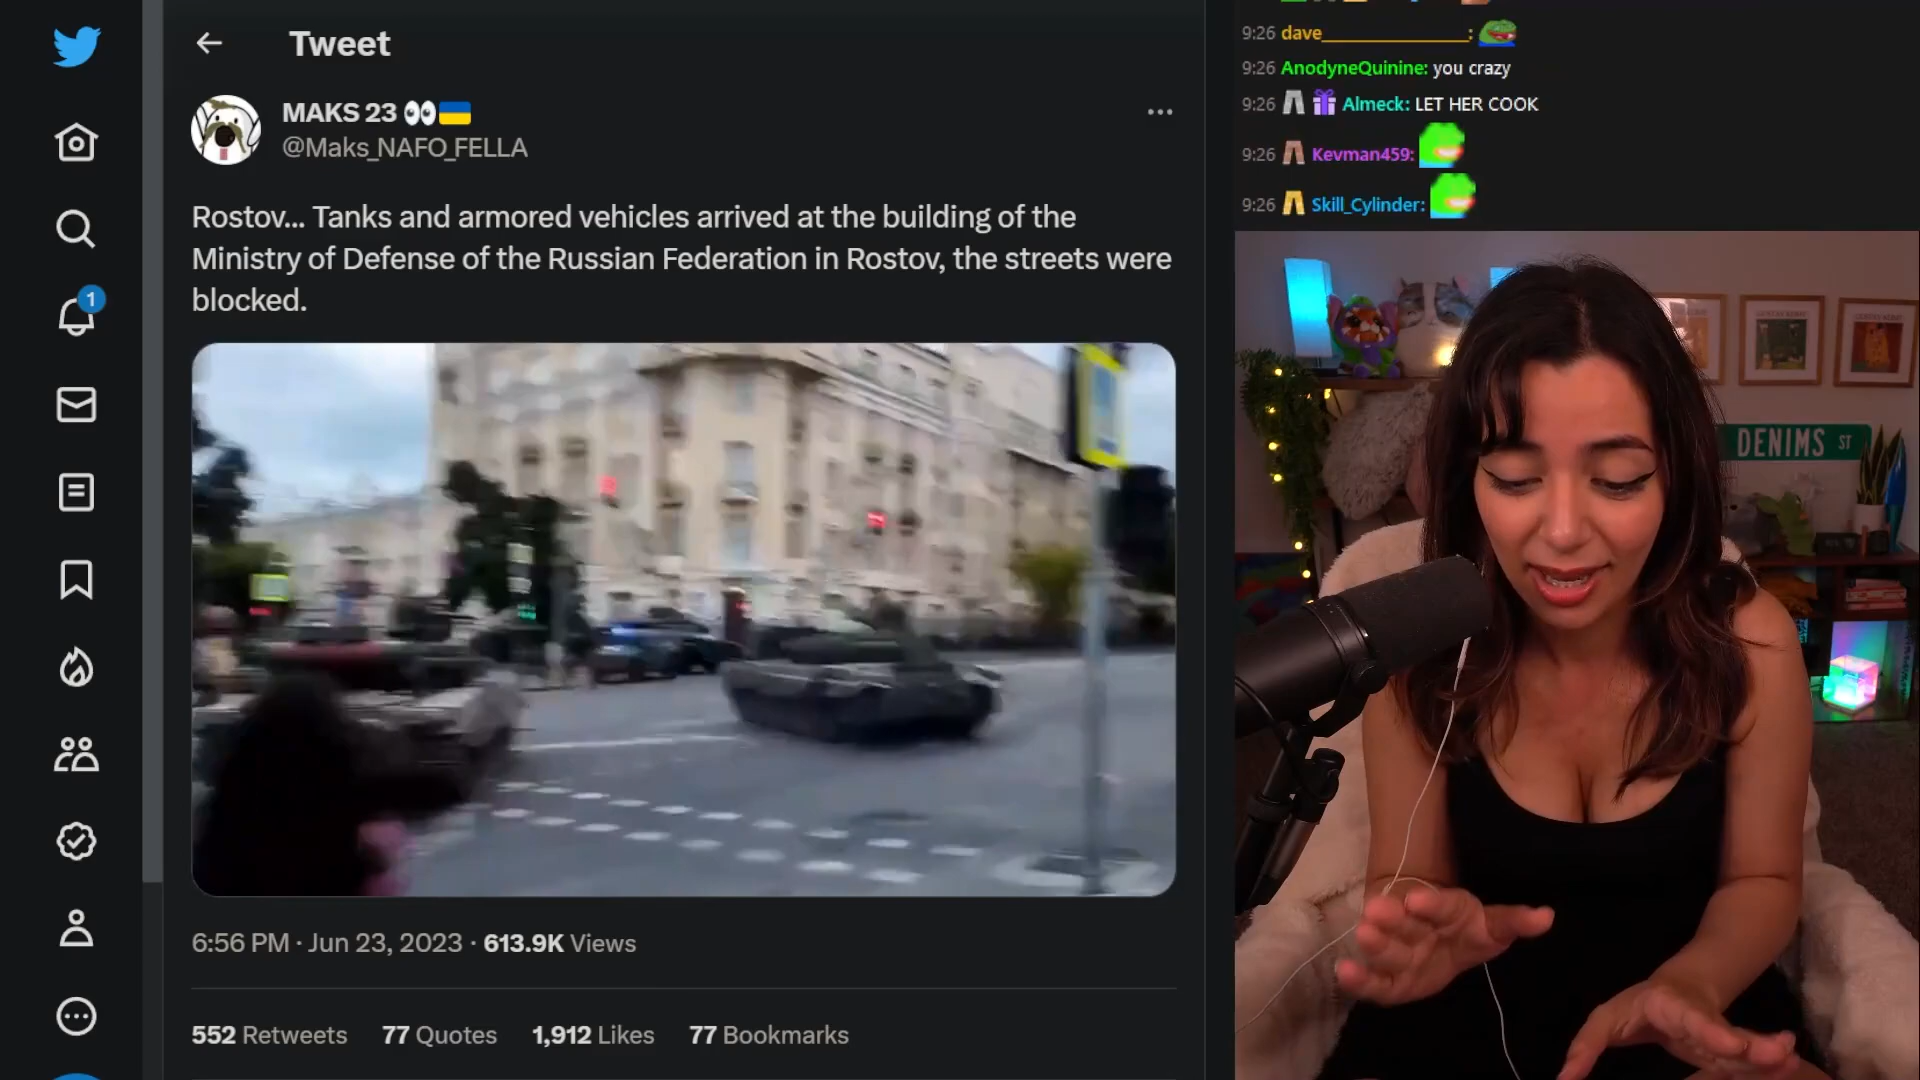 Tweet
MAKS 23
@Maks_NAFO_FELLA
Rostov... Tanks and armored vehicles arrived at the building of the
Ministry of Defense of the Russian Federation in Rostov, the streets were
blocked.
6:56 PM · Jun 23, 2023 · 613.9K Views
552 Retweets 77 Quotes 1,912 Likes 77 Bookmarks
1
9:26 dave________________:
9:26 AnodyneQuinine: you crazy
9:26 Almeck: LET HER COOK
9:26 Kevman459:
9:26 Skill_Cylinder:
DENIMS ST